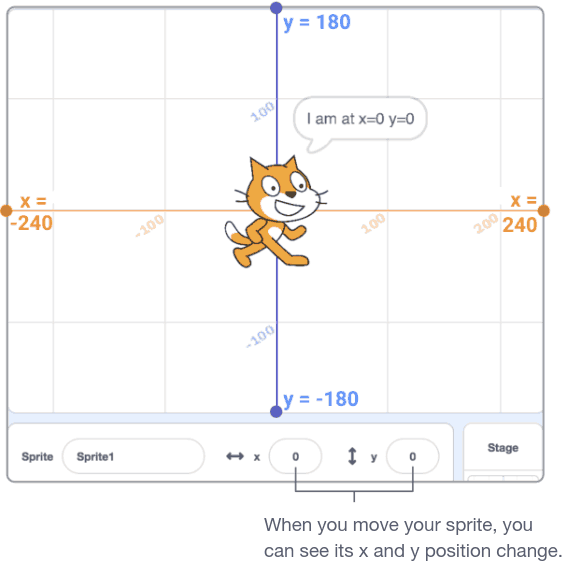 y = 180
100
I am at x=0 y=0
x =
-240
x =
240
-100
100
200
-100
y = -180
Sprite
Sprite1
x
0
y
0
Stage
When you move your sprite, you
can see its x and y position change.